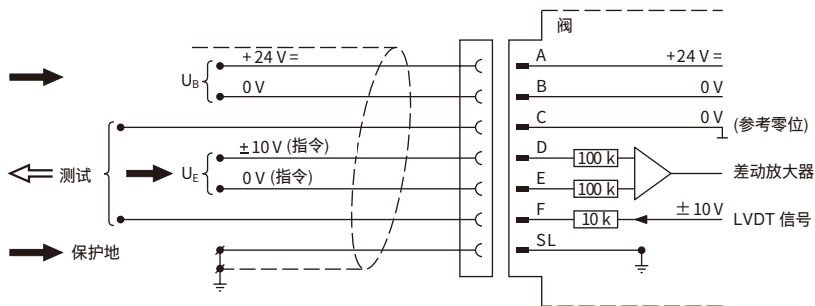 阀
+24 V =
A
+24 V =
U_B
0 V
B
0 V
C
0 V
(参考零位)
±10 V (指令)
D
100 k
差动放大器
测试
U_E
0 V (指令)
E
100 k
F
10 k
±10 V
LVDT 信号
保护地
SL